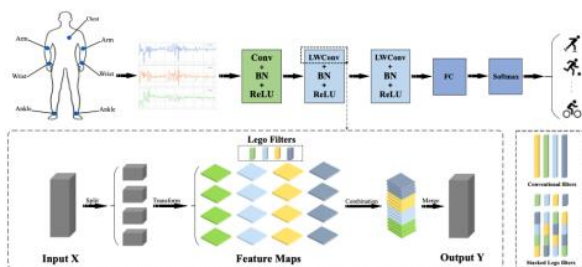 Chest
Arm
Arm
Wrist
Wrist
Ankle
Ankle
Conv
+
BN
+
ReLU
LWConv
+
BN
+
ReLU
LWConv
+
BN
+
ReLU
FC
Softmax
Lego Filters
Split
Transform
Combination
Merge
Input X
Feature Maps
Output Y
Conventional filters
Stacked Lego filters